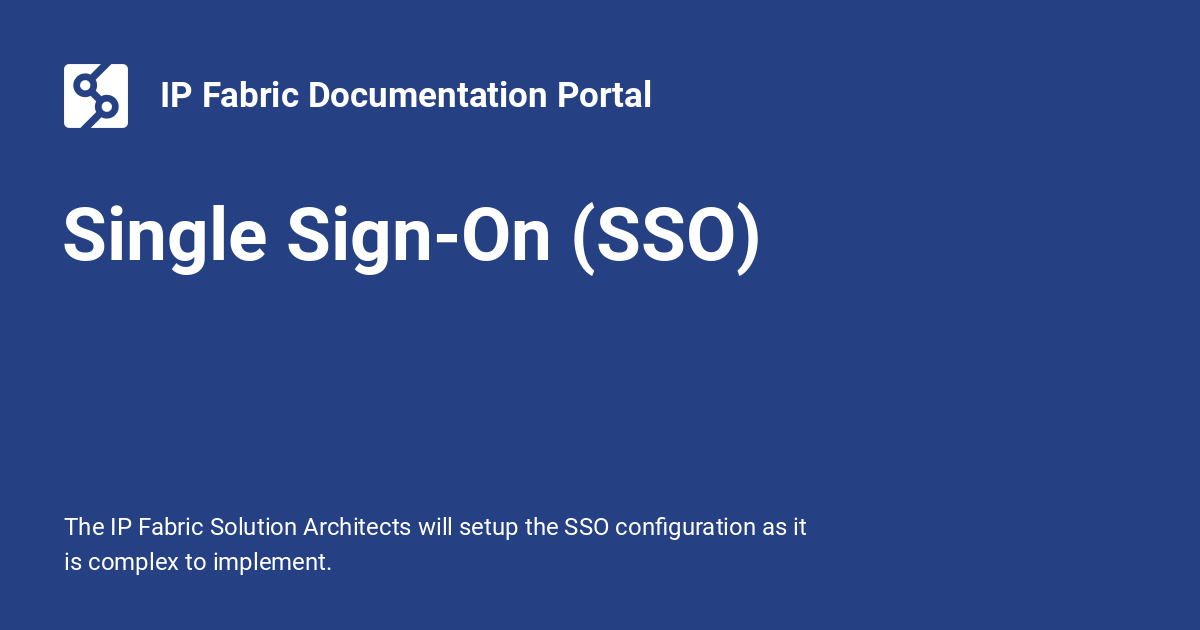 IP Fabric Documentation Portal
Single Sign-On (SSO)
The IP Fabric Solution Architects will setup the SSO configuration as it
is complex to implement.